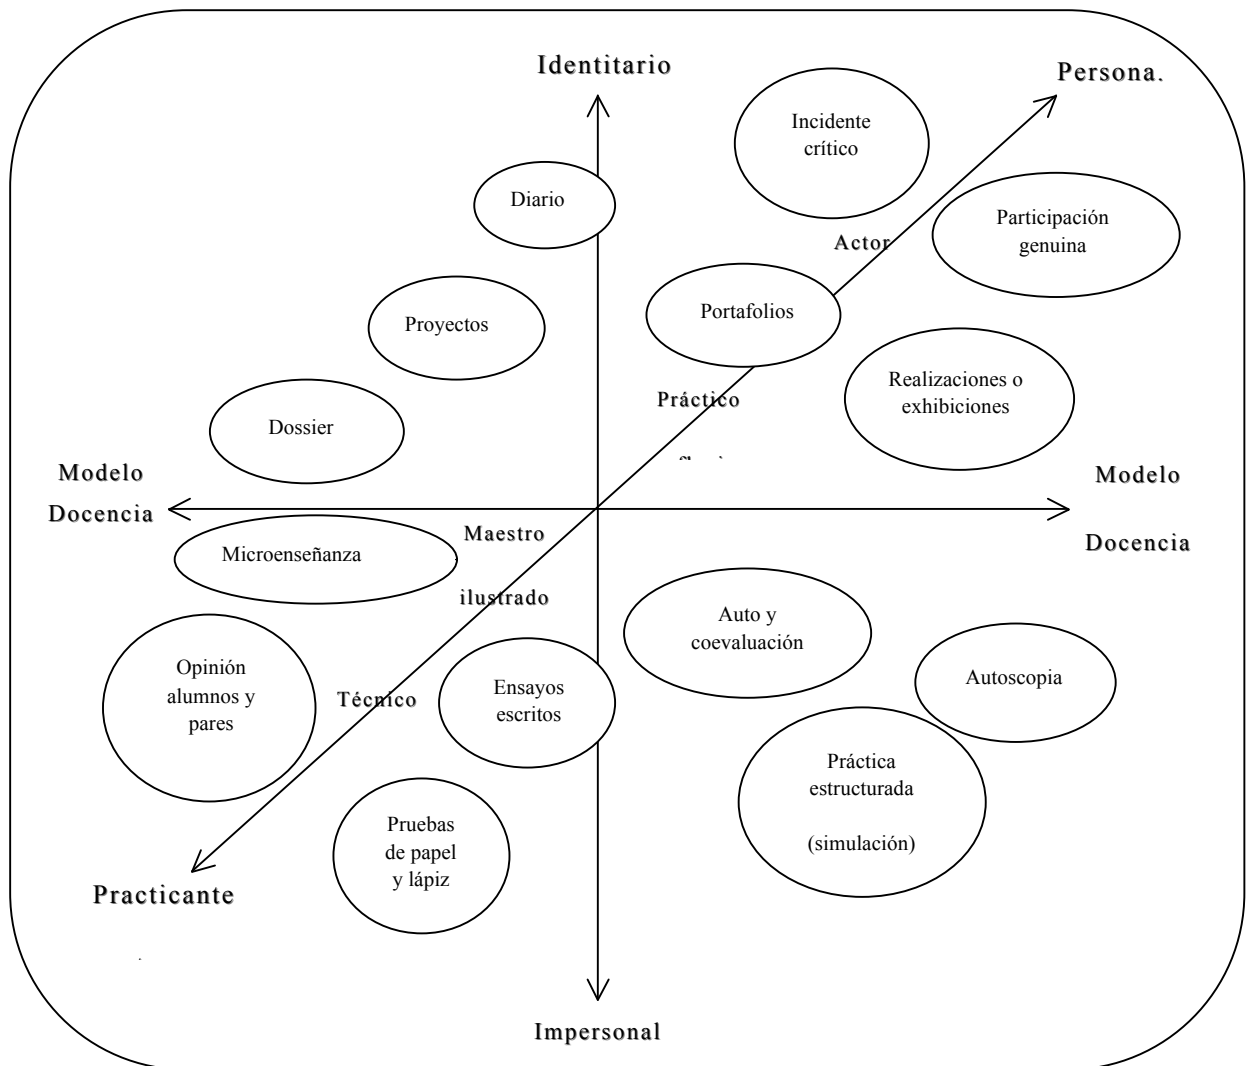 Identitario
Persona.
Incidente
crítico
Diario
Participación
genuina
Actor
Portafolios
Proyectos
Realizaciones o
exhibiciones
Práctico
Dossier
Modelo
Docencia
Modelo
Docencia
Maestro
ilustrado
Microenseñanza
Auto y
coevaluación
Opinión
alumnos y
pares
Ensayos
escritos
Autoscopia
Técnico
Práctica
estructurada
(simulación)
Pruebas
de papel
y lápiz
Practicante
Impersonal